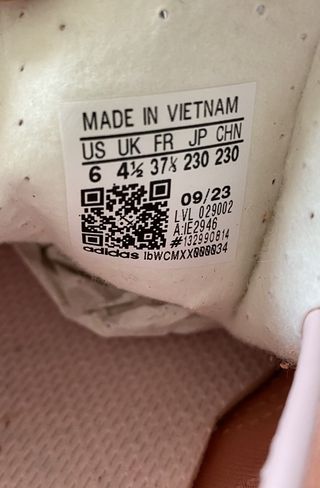 MADE IN VIETNAM
US UK FR JP CHN
6 4½ 37⅓ 230 230
09/23
LVL 029002
A:IE2946
#132990814
adidas